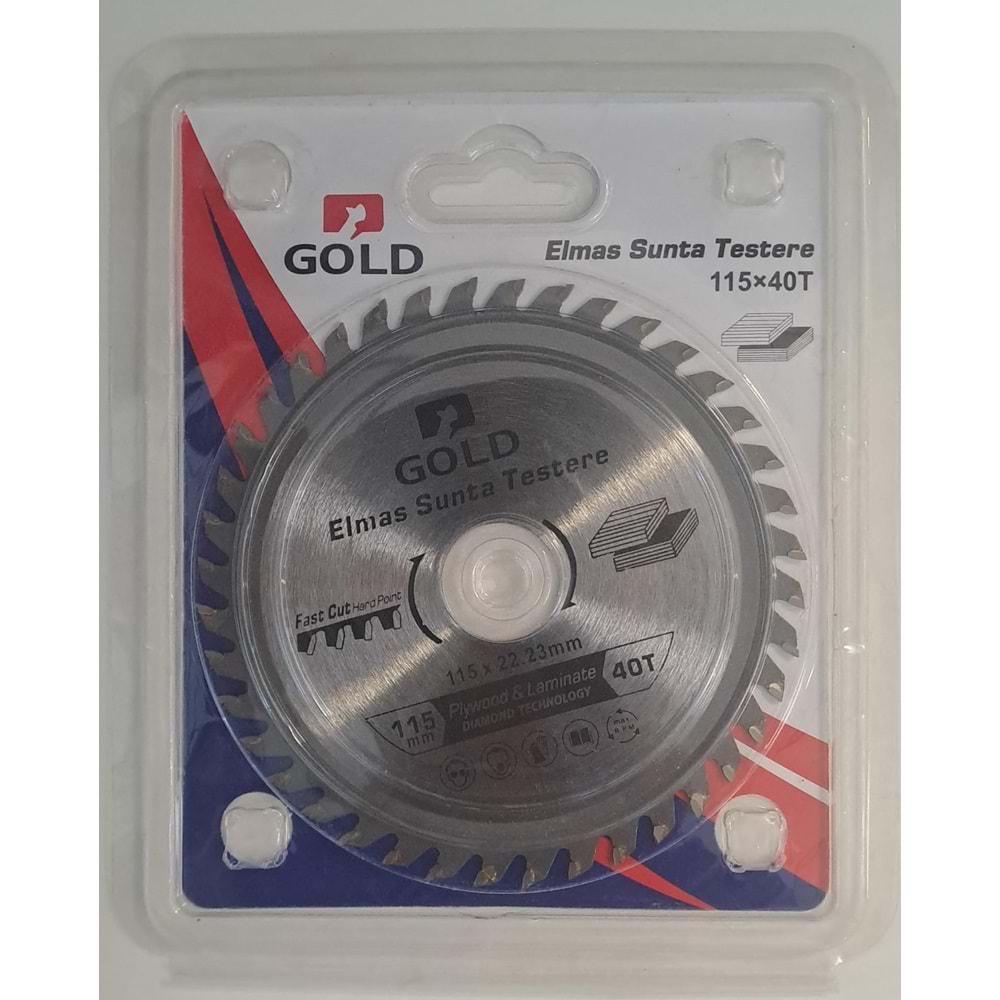 GOLD
Elmas Sunta Testere
115×40T
GOLD
Elmas Sunta Testere
Fast Cut Hard Point
115 x 22.23mm
115 mm
Plywood & Laminate
DIAMOND TECHNOLOGY
40T
max
R.P.M